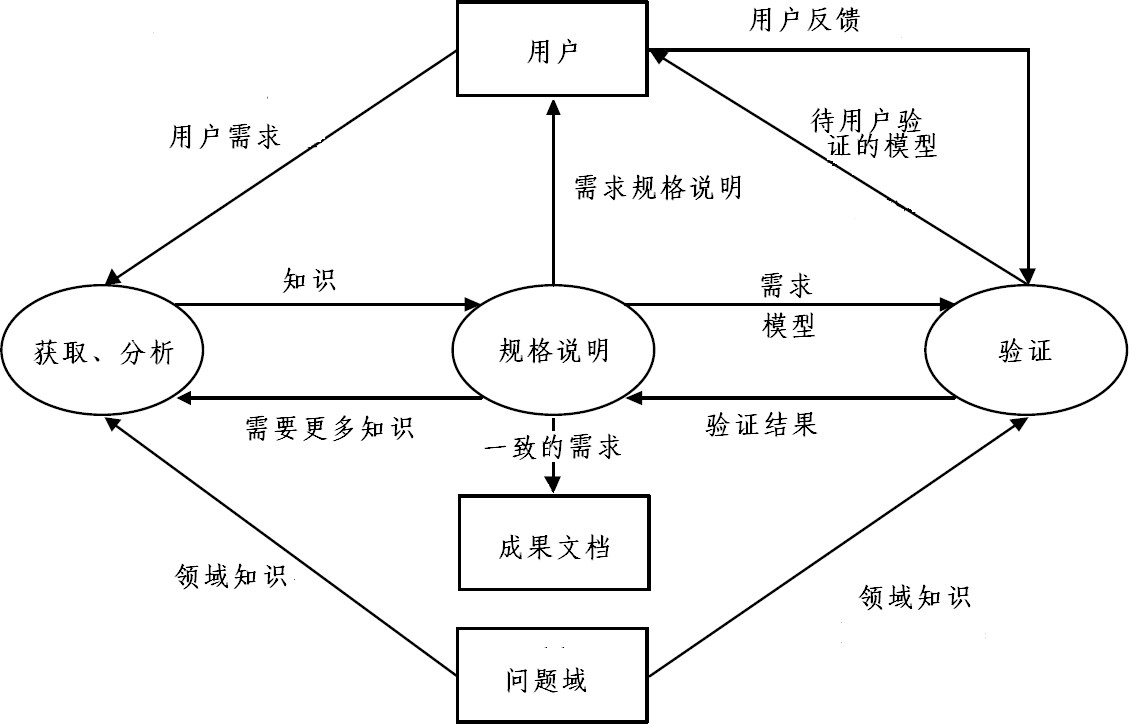 用户反馈
用户
待用户验
证的模型
用户需求
需求规格说明
知识
需求
模型
获取、分析
规格说明
验证
需要更多知识
验证结果
一致的需求
成果文档
领域知识
领域知识
问题域